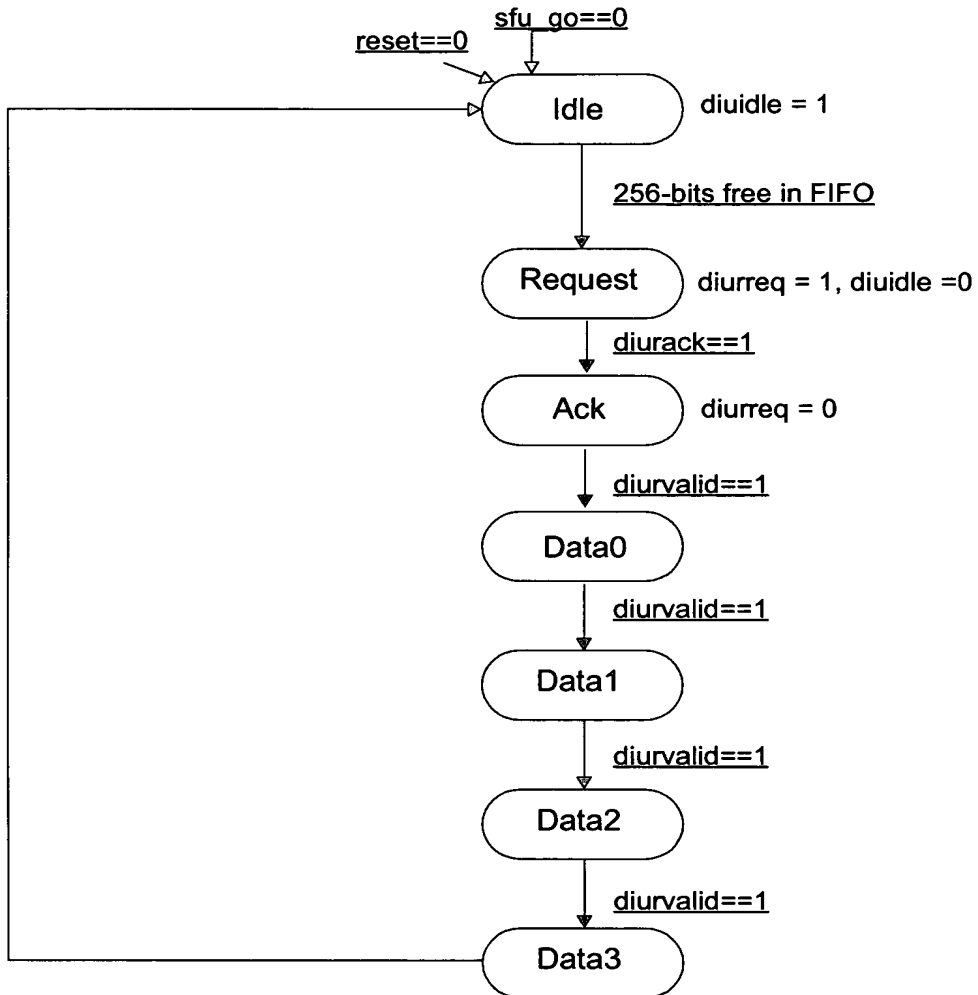 sfu_go==0
reset==0
Idle
diuidle = 1
256-bits free in FIFO
Request
diurreq = 1, diuidle =0
diurack==1
Ack
diurreq = 0
diurvalid==1
Data0
diurvalid==1
Data1
diurvalid==1
Data2
diurvalid==1
Data3